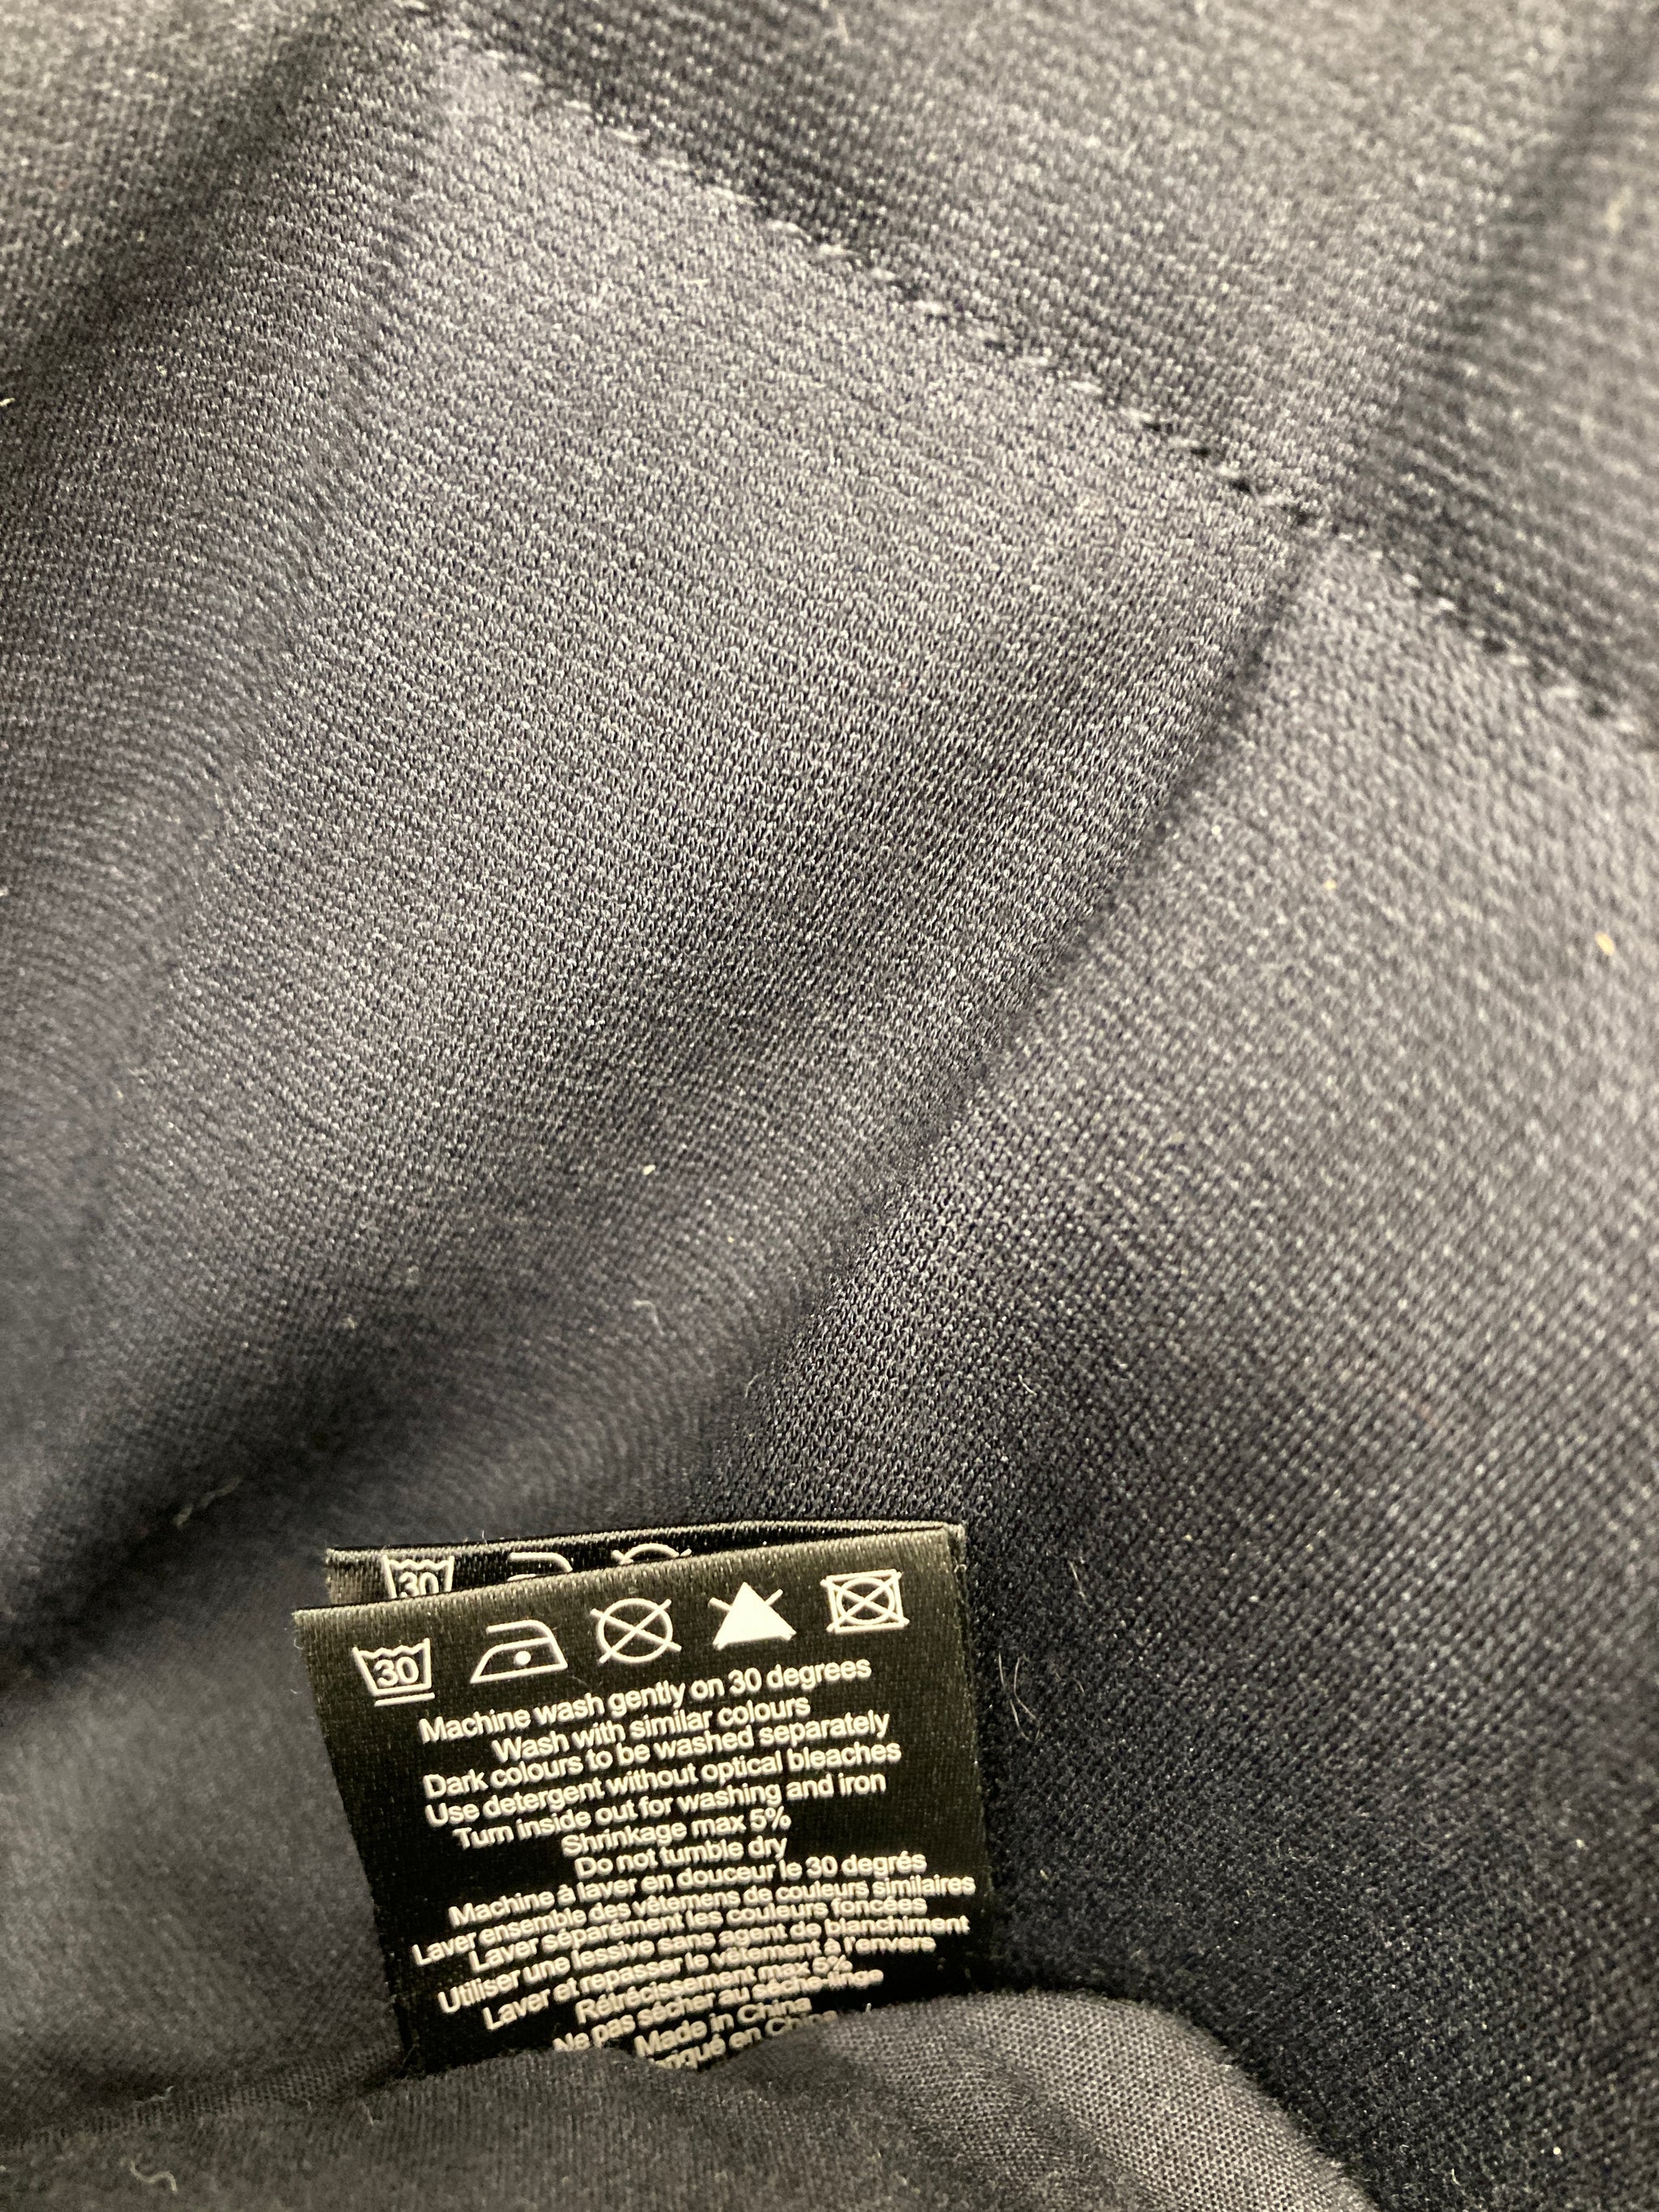 30
30
Machine wash gently on 30 degrees
Wash with similar colours
Dark colours to be washed separately
Use detergent without optical bleaches
Turn inside out for washing and iron
Shrinkage max 5%
Do not tumble dry
Machine à laver en douceur le 30 degrés
Laver ensemble des vêtemens de couleurs similaires
Laver séparément les couleurs foncées
Utiliser une lessive sans agent de blanchiment
Laver et repasser le vêtement à l'envers
Rétrécissement max 5%
Ne pas sécher au sèche-linge
Made in China
en China